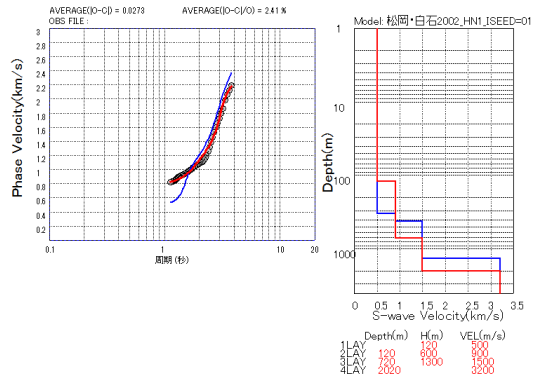 AVERAGE(|O-C|) = 0.0273 AVERAGE(|O-C|/O) = 2.41 %
OBS FILE :
Phase Velocity(km/s)
3
2.8
2.6
2.4
2.2
2
1.8
1.6
1.4
1.2
1
0.8
0.6
0.4
0.2
0.1 1 10 20
周期(秒)
Model: 松岡・白石2002_HN1_ISEED=01
Depth(m)
1
10
100
1000
0 0.5 1 1.5 2 2.5 3 3.5
S-wave Velocity(km/s)
Depth(m) H(m) VEL(m/s)
1LAY 120 500
2LAY 120 600 900
3LAY 720 1300 1500
4LAY 2020 3200